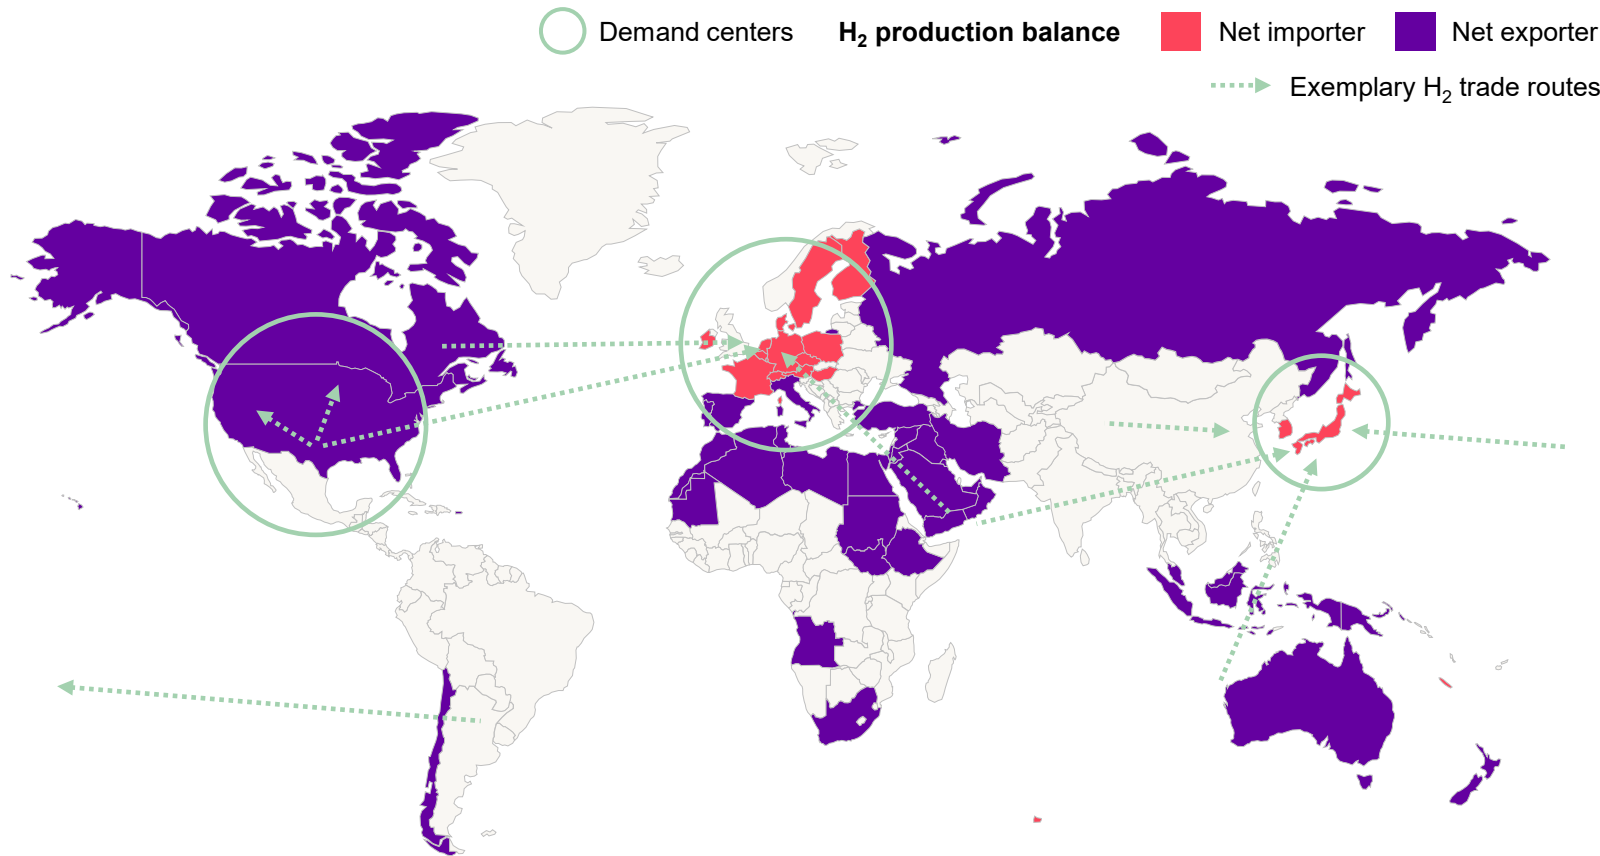 Demand centers H₂ production balance Net importer Net exporter
Exemplary H₂ trade routes